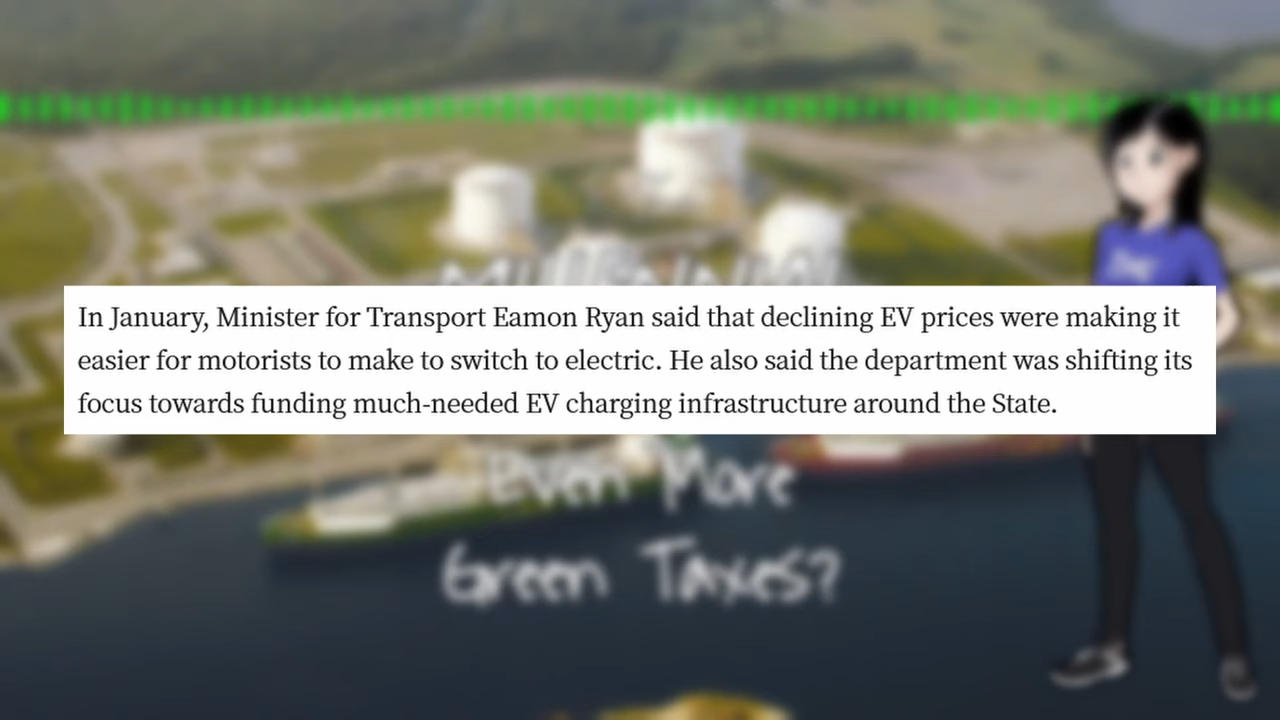 In January, Minister for Transport Eamon Ryan said that declining EV prices were making it
easier for motorists to make to switch to electric. He also said the department was shifting its
focus towards funding much-needed EV charging infrastructure around the State.
Even More
Green Taxes?